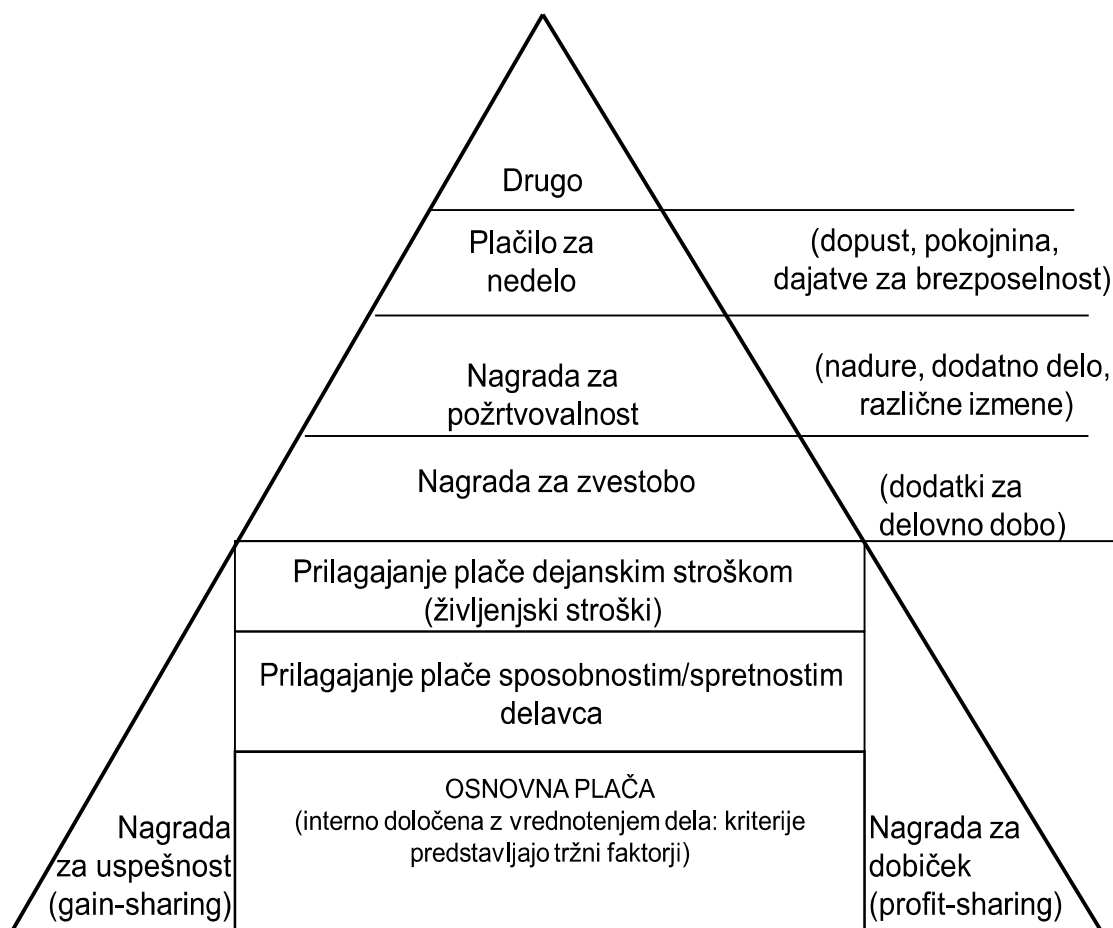 Drugo
Plačilo za
nedelo
(dopust, pokojnina,
dajatve za brezposelnost)
Nagrada za
požrtvovalnost
(nadure, dodatno delo,
različne izmene)
Nagrada za zvestobo
(dodatki za
delovno dobo)
Prilagajanje plače dejanskim stroškom
(življenjski stroški)
Prilagajanje plače sposobnostim/spretnostim
delavca
OSNOVNA PLAČA
(interno določena z vrednotenjem dela: kriterije
predstavljajo tržni faktorji)
Nagrada
za uspešnost
(gain-sharing)
Nagrada za
dobiček
(profit-sharing)